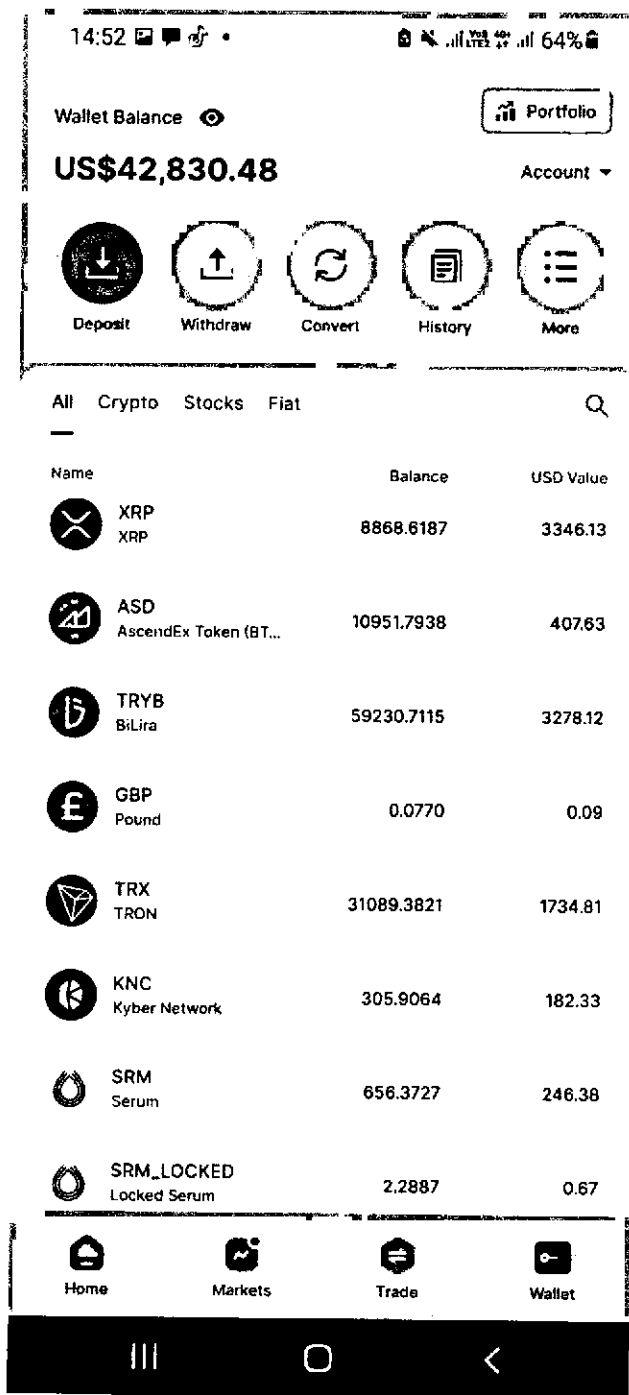 14:52 64%
Wallet Balance Portfolio
US$42,830.48 Account
Deposit Withdraw Convert History More
All Crypto Stocks Fiat
Name Balance USD Value
XRP
XRP 8868.6187 3346.13
ASD
AscendEx Token (BT... 10951.7938 407.63
TRYB
BiLira 59230.7115 3278.12
GBP
Pound 0.0770 0.09
TRX
TRON 31089.3821 1734.81
KNC
Kyber Network 305.9064 182.33
SRM
Serum 656.3727 246.38
SRM_LOCKED
Locked Serum 2.2887 0.67
Home Markets Trade Wallet